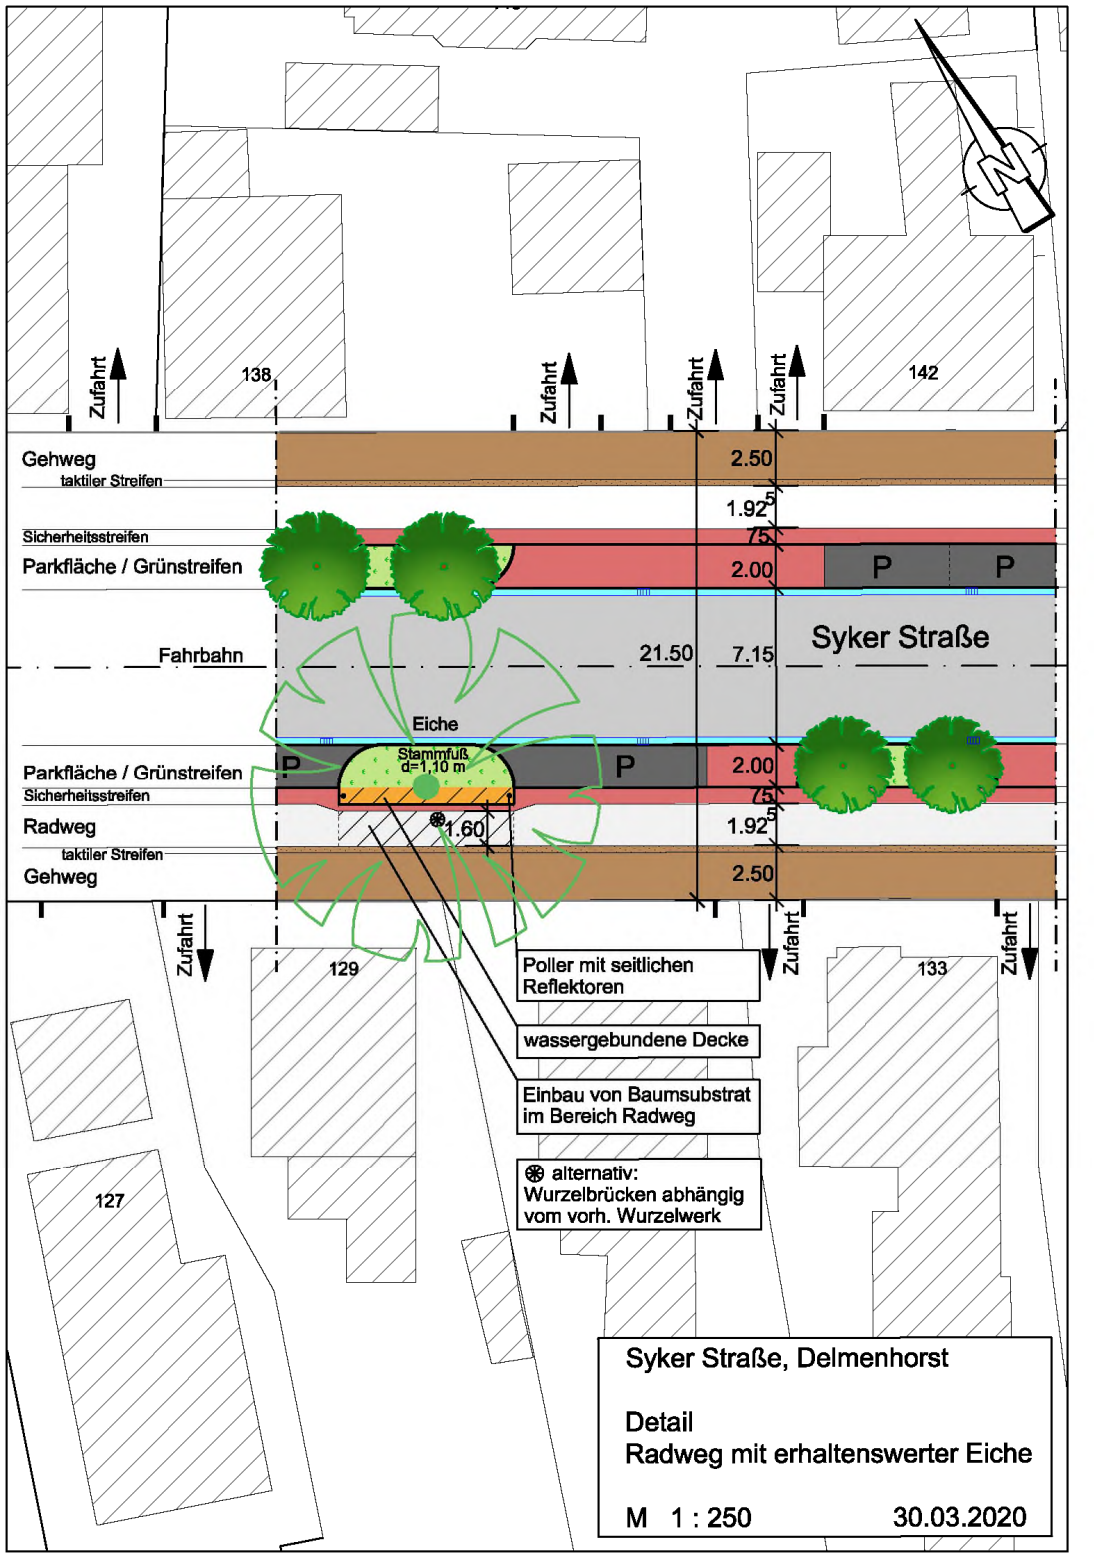 N
138
142
Zufahrt
Zufahrt
Zufahrt
Zufahrt
Gehweg
taktiler Streifen
2.50
1.92⁵
Sicherheitsstreifen
75
Parkfläche / Grünstreifen
2.00
P
P
Fahrbahn
21.50
7.15
Syker Straße
Eiche
Stammfuß
d=1,10 m
Parkfläche / Grünstreifen
P
P
2.00
Sicherheitsstreifen
75
Radweg
1.60
1.92⁵
taktiler Streifen
Gehweg
2.50
Zufahrt
Zufahrt
Zufahrt
129
133
Poller mit seitlichen
Reflektoren
wassergebundene Decke
Einbau von Baumsubstrat
im Bereich Radweg
alternativ:
Wurzelbrücken abhängig
vom vorh. Wurzelwerk
127
Syker Straße, Delmenhorst
Detail
Radweg mit erhaltenswerter Eiche
M 1 : 250
30.03.2020